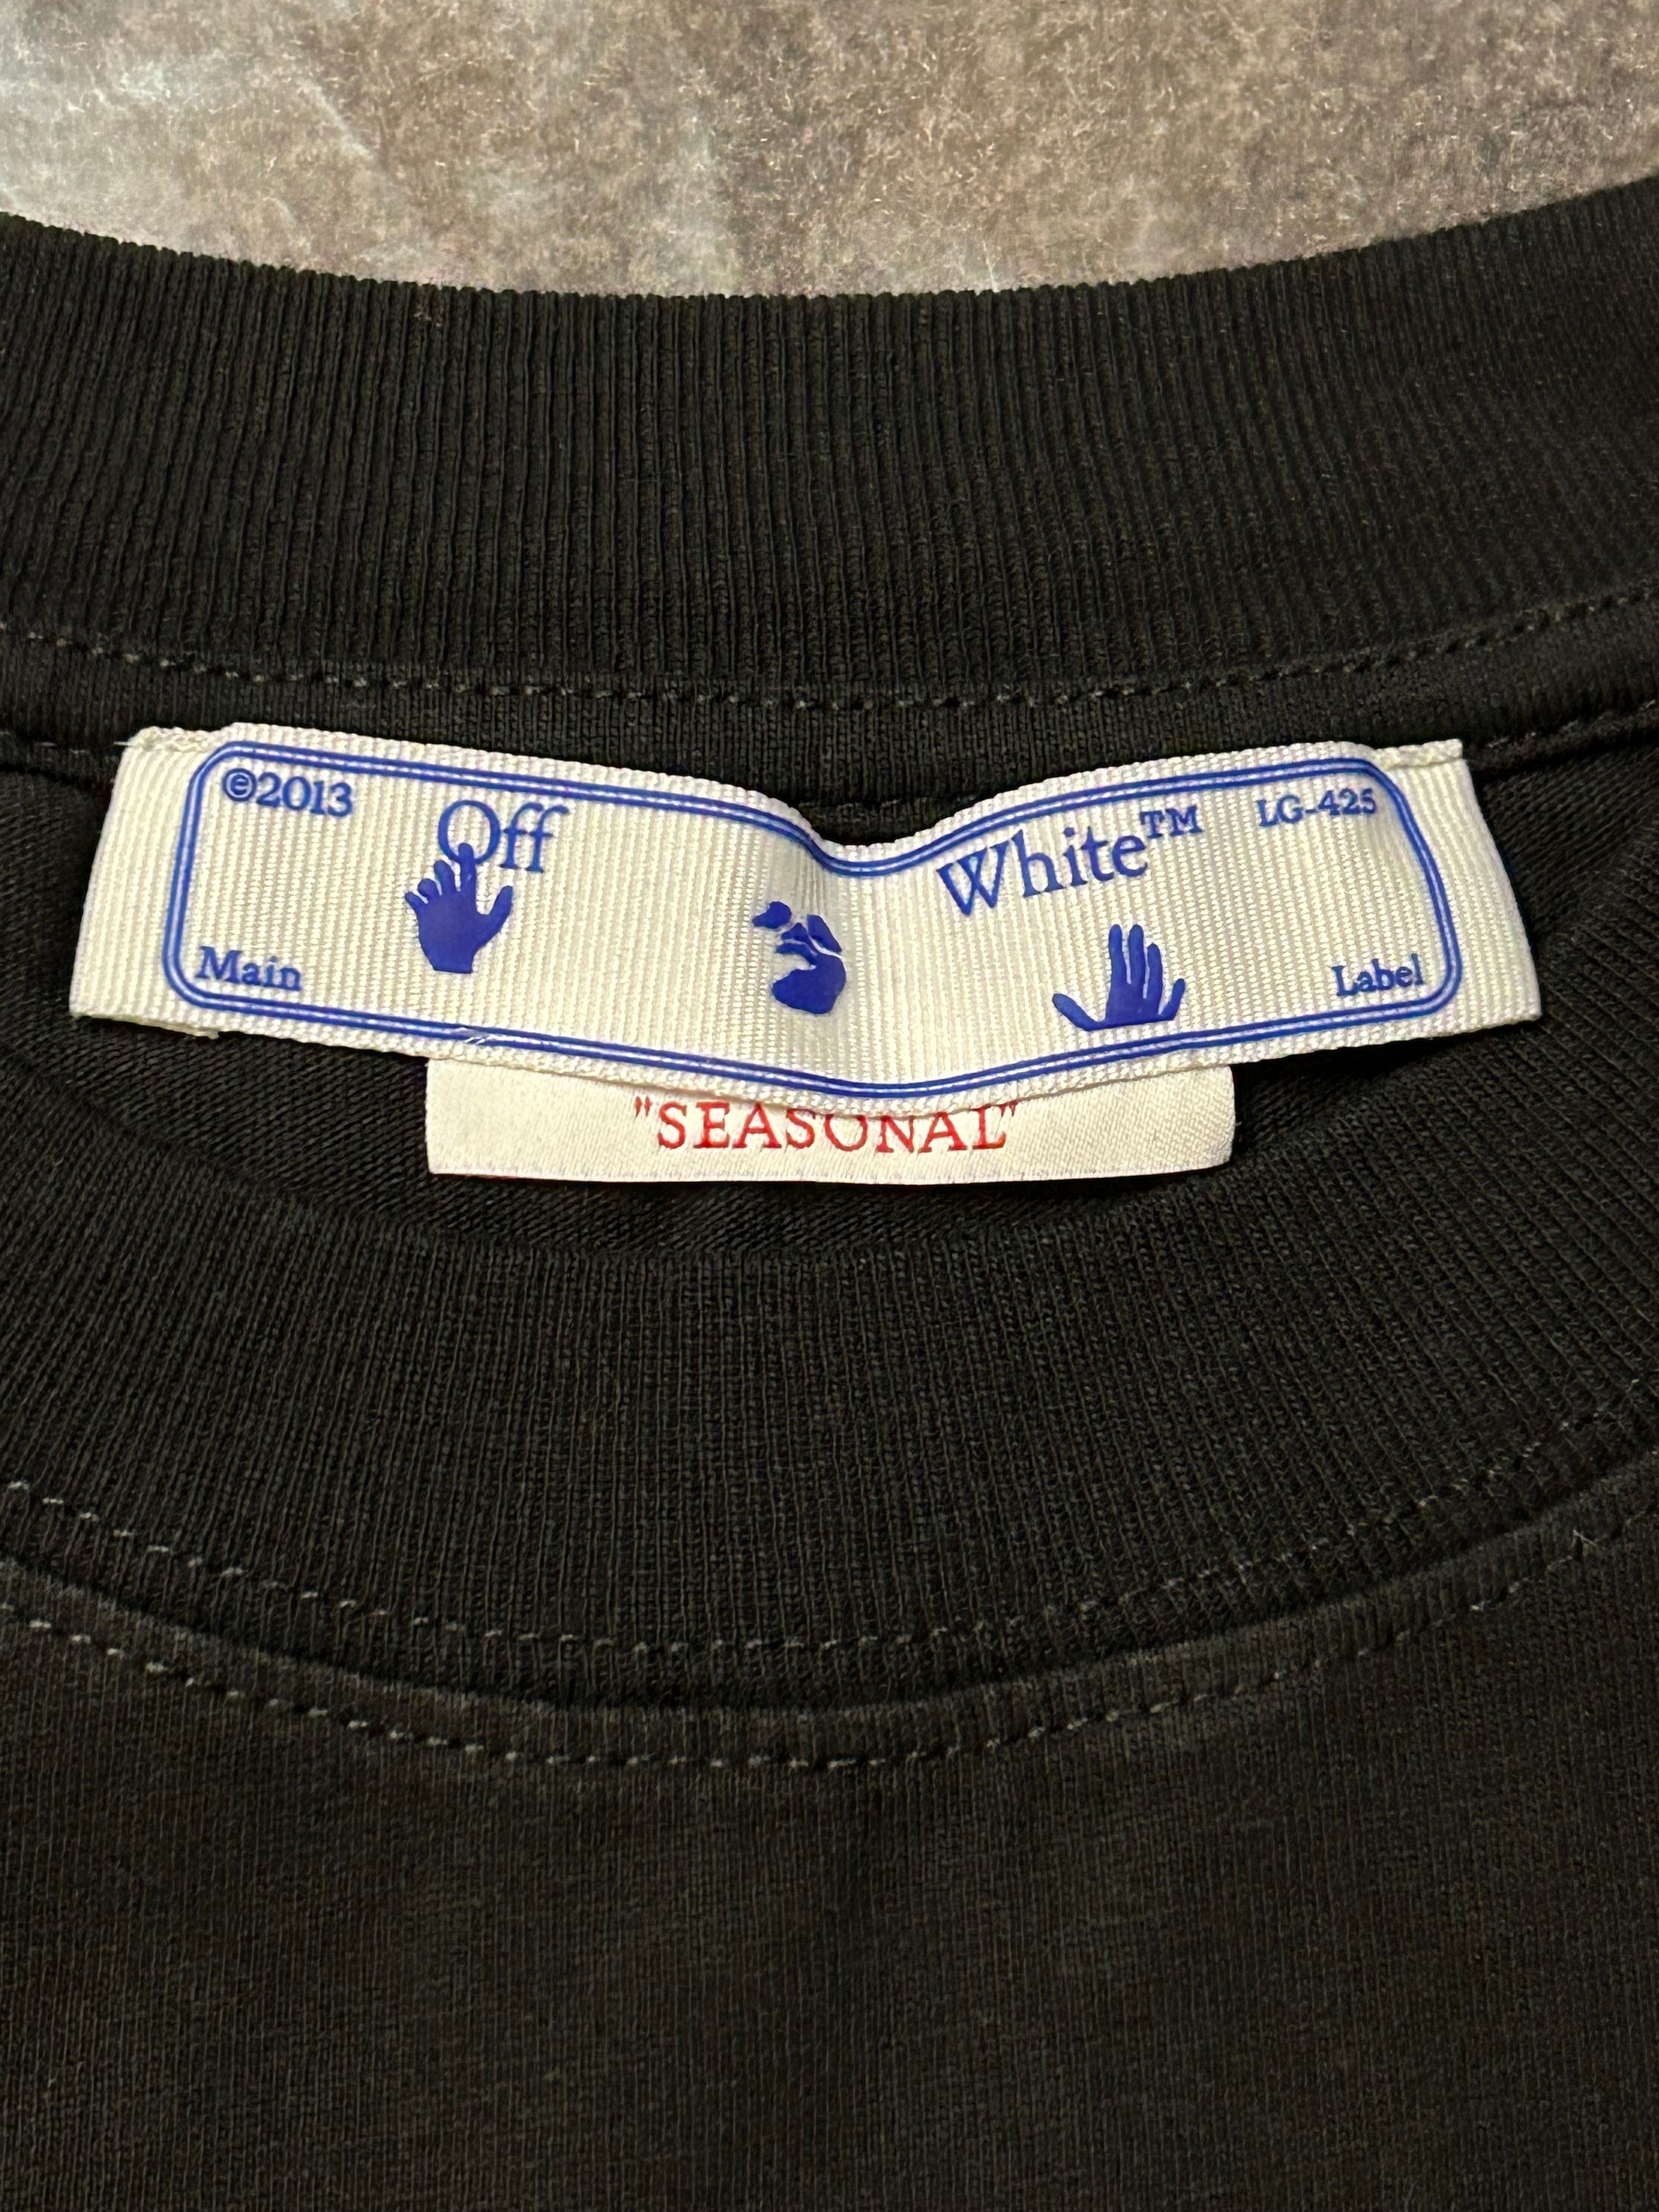 ©2013 Off White™ LG-425
Main Label
"SEASONAL"